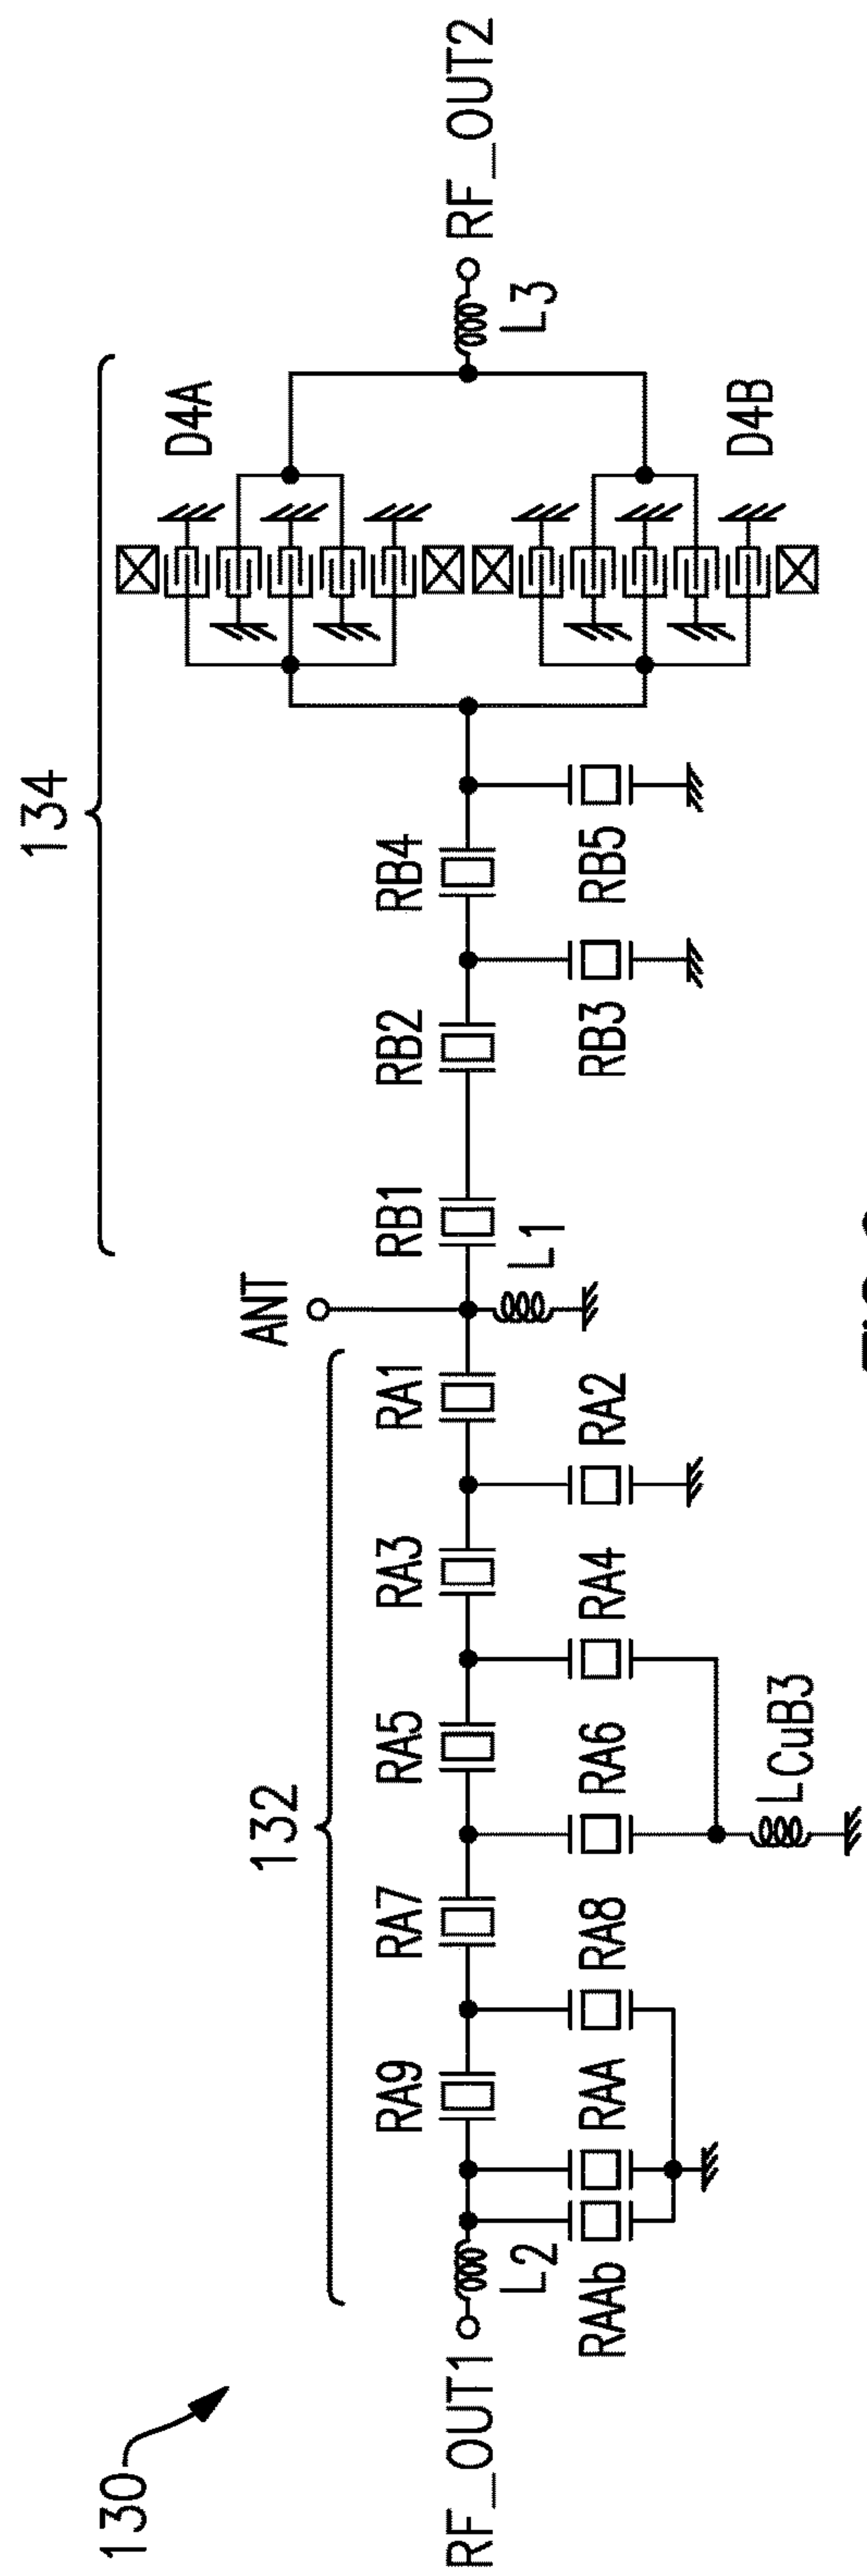 130
132
134
ANT
RF_OUT1
L2
RAAb
RAA
RA9
RA8
RA7
RA6
LCuB3
RA5
RA4
RA3
RA2
RA1
L1
RB1
RB2
RB3
RB4
RB5
D4A
D4B
L3
RF_OUT2